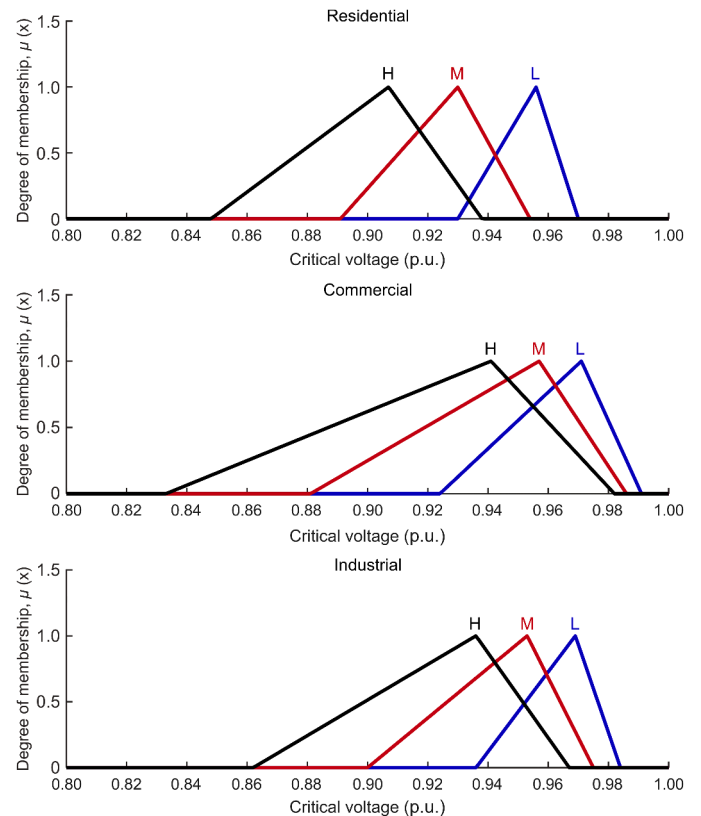 Residential
1.5
1.0
0.5
0
Degree of membership, μ (x)
H
M
L
0.80 0.82 0.84 0.86 0.88 0.90 0.92 0.94 0.96 0.98 1.00
Critical voltage (p.u.)
Commercial
1.5
1.0
0.5
0
Degree of membership, μ (x)
H
M
L
0.80 0.82 0.84 0.86 0.88 0.90 0.92 0.94 0.96 0.98 1.00
Critical voltage (p.u.)
Industrial
1.5
1.0
0.5
0
Degree of membership, μ (x)
H
M
L
0.80 0.82 0.84 0.86 0.88 0.90 0.92 0.94 0.96 0.98 1.00
Critical voltage (p.u.)